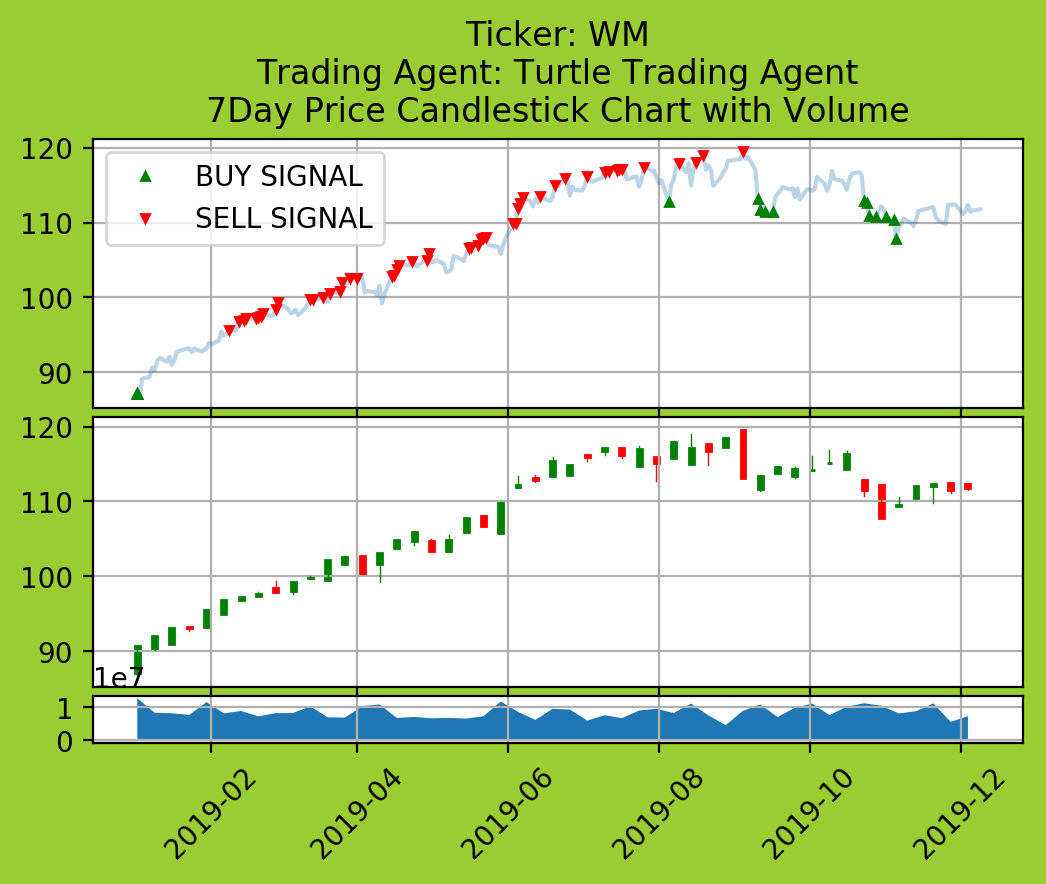 Ticker: WM
Trading Agent: Turtle Trading Agent
7Day Price Candlestick Chart with Volume
120
110
100
90
BUY SIGNAL
SELL SIGNAL
120
110
100
90
1e7
1
0
2019-02
2019-04
2019-06
2019-08
2019-10
2019-12